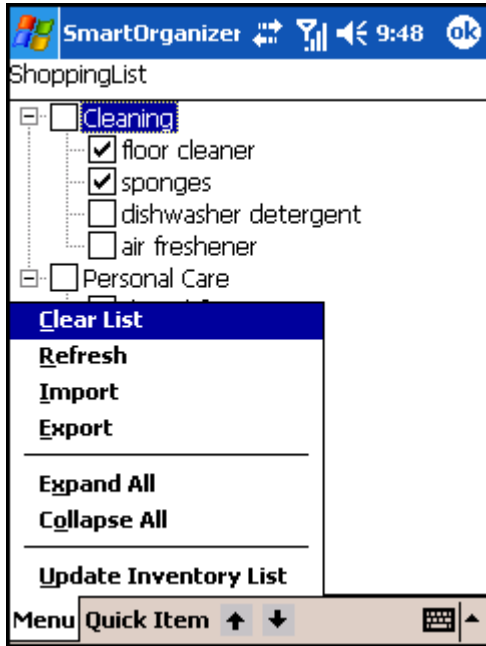 SmartOrganizer 9:48 ok
ShoppingList
Cleaning
floor cleaner
sponges
dishwasher detergent
air freshener
Personal Care
Clear List
Refresh
Import
Export
Expand All
Collapse All
Update Inventory List
Menu Quick Item